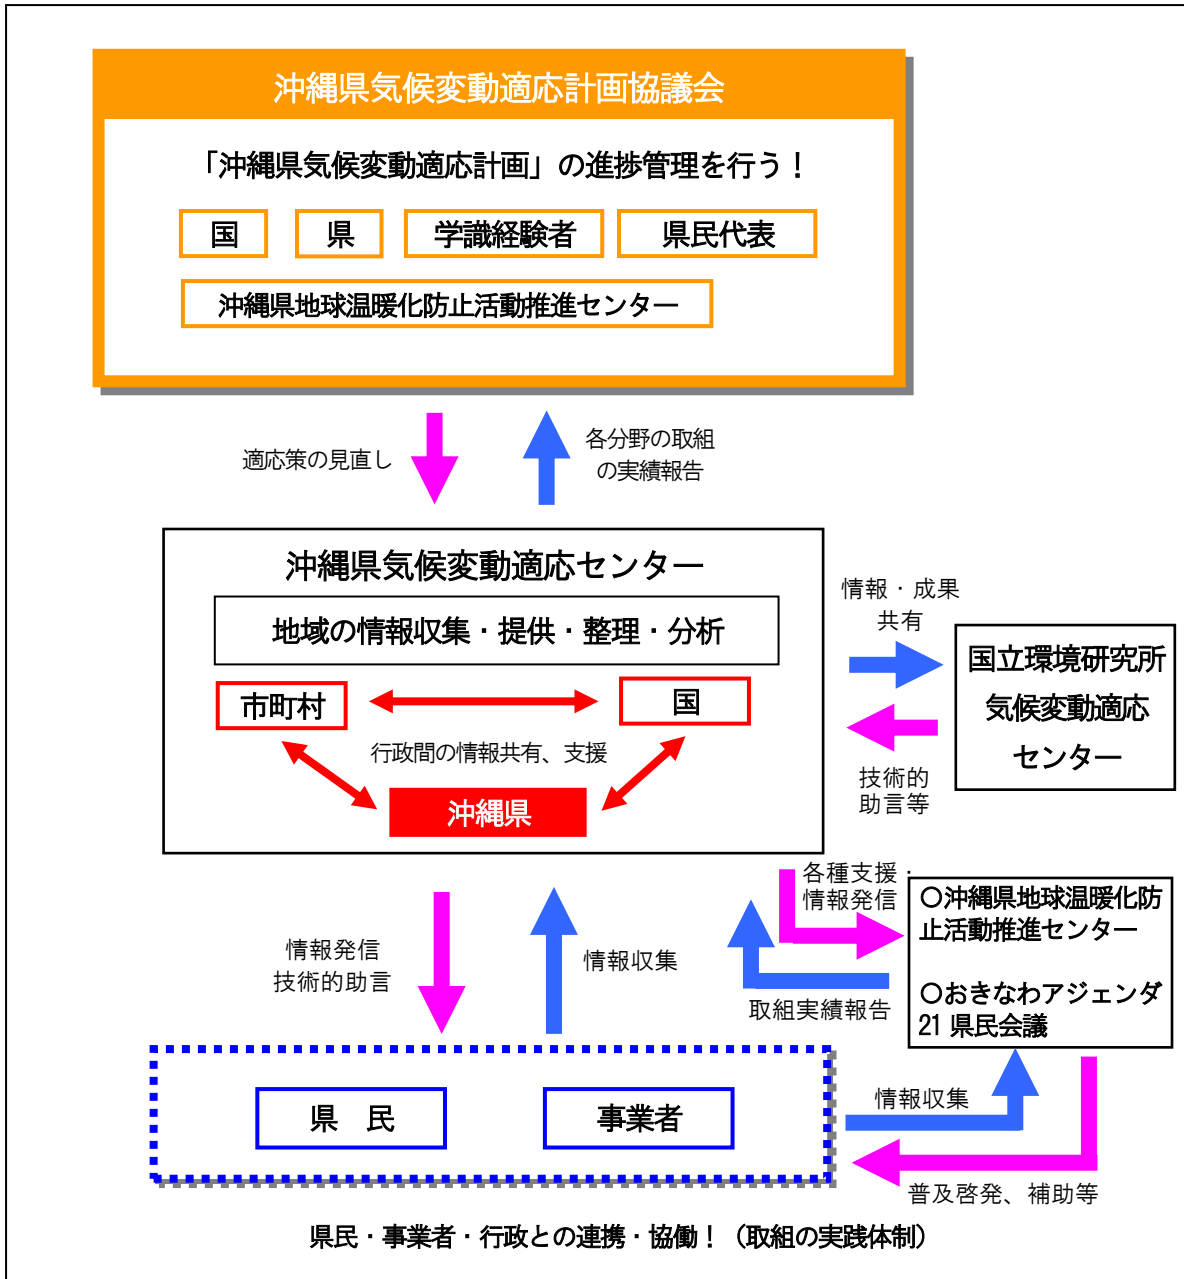 沖縄県気候変動適応計画協議会
「沖縄県気候変動適応計画」の進捗管理を行う！
国
県
学識経験者
県民代表
沖縄県地球温暖化防止活動推進センター
適応策の見直し
各分野の取組
の実績報告
沖縄県気候変動適応センター
地域の情報収集・提供・整理・分析
市町村
国
行政間の情報共有、支援
沖縄県
情報・成果
共有
国立環境研究所
気候変動適応
センター
技術的
助言等
各種支援・
情報発信
〇沖縄県地球温暖化防
止活動推進センター
〇おきなわアジェンダ
21 県民会議
取組実績報告
情報発信
技術的助言
情報収集
県　民
事業者
情報収集
普及啓発、補助等
県民・事業者・行政との連携・協働！（取組の実践体制）